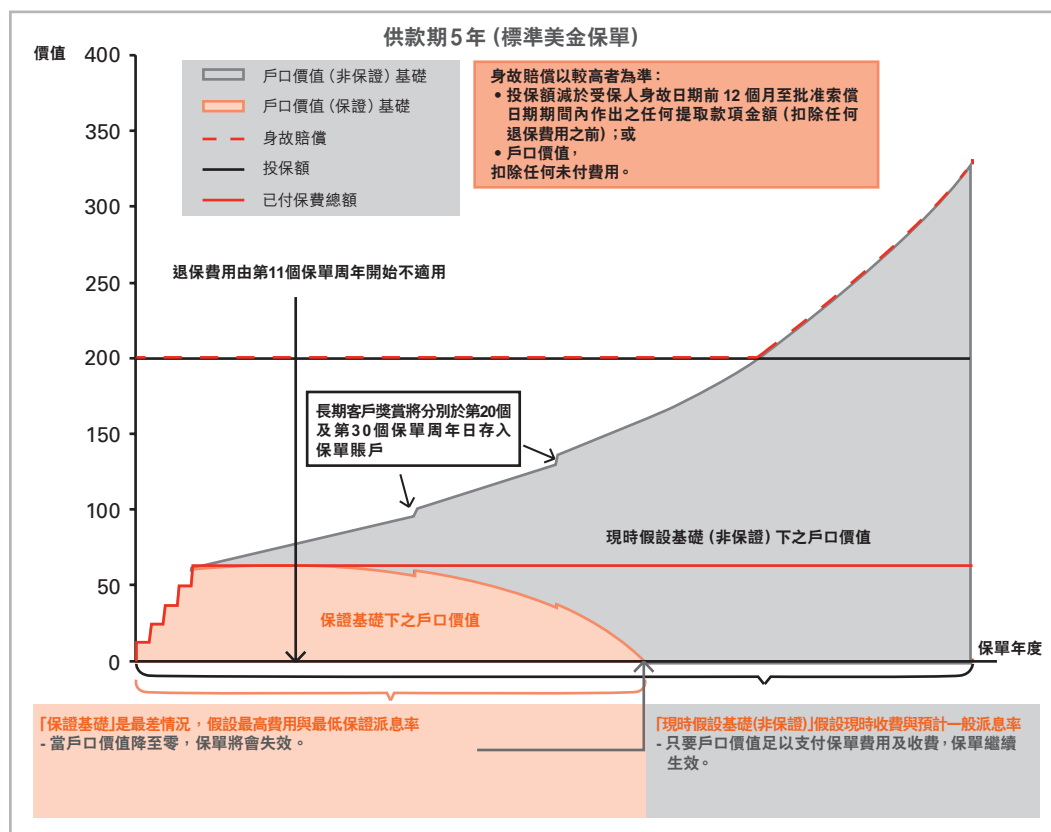 供款期5年 (標準美金保單)
價值
400
350
300
250
200
150
100
50
0
戶口價值 (非保證) 基礎
戶口價值 (保證) 基礎
身故賠償
投保額
已付保費總額
身故賠償以較高者為準：
• 投保額減於受保人身故日期前 12 個月至批准索償
日期期間內作出之任何提取款項金額 (扣除任何
退保費用之前)；或
• 戶口價值，
扣除任何未付費用。
退保費用由第11個保單周年開始不適用
長期客戶獎賞將分別於第20個
及第30個保單周年日存入
保單賬戶
現時假設基礎 (非保證) 下之戶口價值
保證基礎下之戶口價值
保單年度
「保證基礎」是最差情況，假設最高費用與最低保證派息率
- 當戶口價值降至零，保單將會失效。
「現時假設基礎(非保證)」假設現時收費與預計一般派息率
- 只要戶口價值足以支付保單費用及收費，保單繼續
生效。